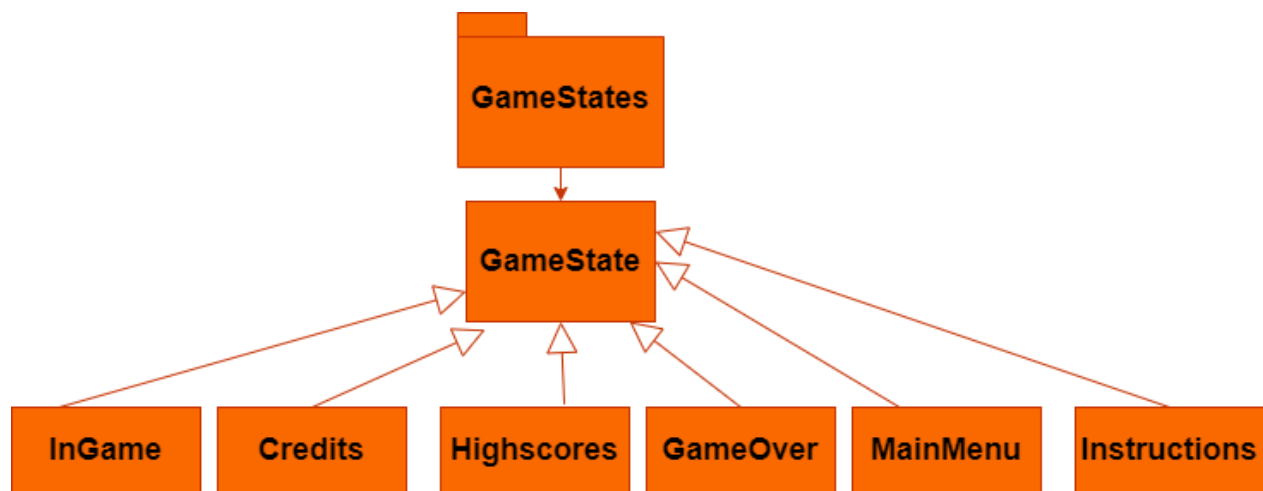 GameStates
GameState
InGame
Credits
Highscores
GameOver
MainMenu
Instructions